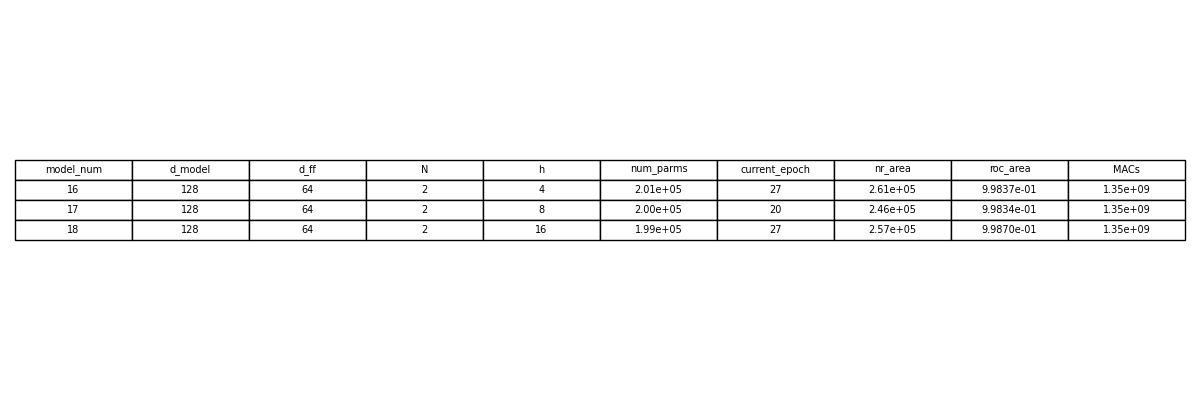 model_num d_model d_ff N h num_parms current_epoch nr_area roc_area MACs
16 128 64 2 4 2.01e+05 27 2.61e+05 9.9837e-01 1.35e+09
17 128 64 2 8 2.00e+05 20 2.46e+05 9.9834e-01 1.35e+09
18 128 64 2 16 1.99e+05 27 2.57e+05 9.9870e-01 1.35e+09